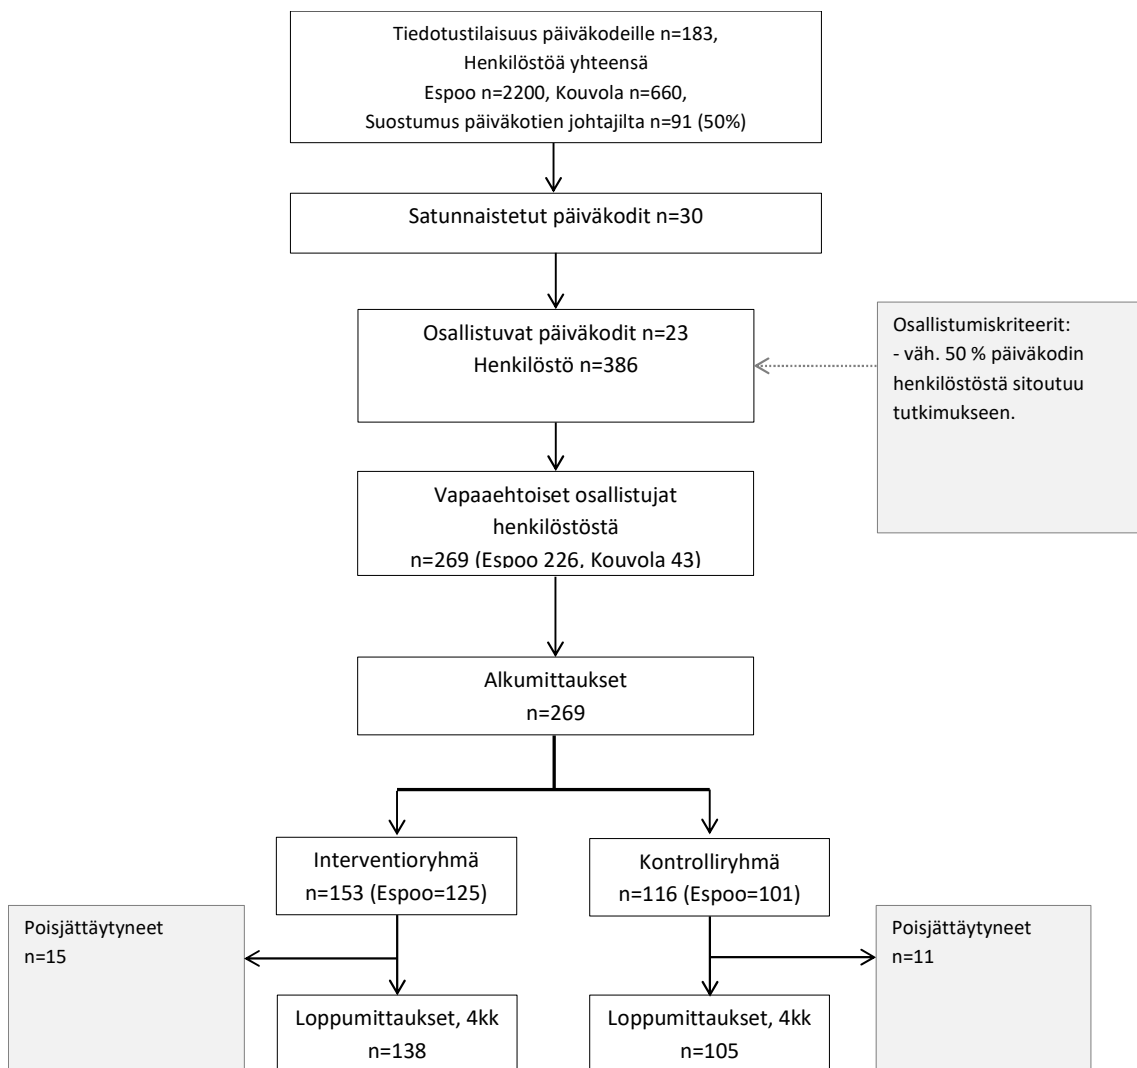 Tiedotustilaisuus päiväkodeille n=183,
Henkilöstöä yhteensä
Espoo n=2200, Kouvola n=660,
Suostumus päiväkotien johtajilta n=91 (50%)
Satunnaistetut päiväkodit n=30
Osallistuvat päiväkodit n=23
Henkilöstö n=386
Osallistumiskriteerit:
- väh. 50 % päiväkodin
henkilöstöstä sitoutuu
tutkimukseen.
Vapaaehtoiset osallistujat
henkilöstöstä
n=269 (Espoo 226, Kouvola 43)
Alkumittaukset
n=269
Interventioryhmä
n=153 (Espoo=125)
Kontrolliryhmä
n=116 (Espoo=101)
Poisjättäytyneet
n=15
Poisjättäytyneet
n=11
Loppumittaukset, 4kk
n=138
Loppumittaukset, 4kk
n=105